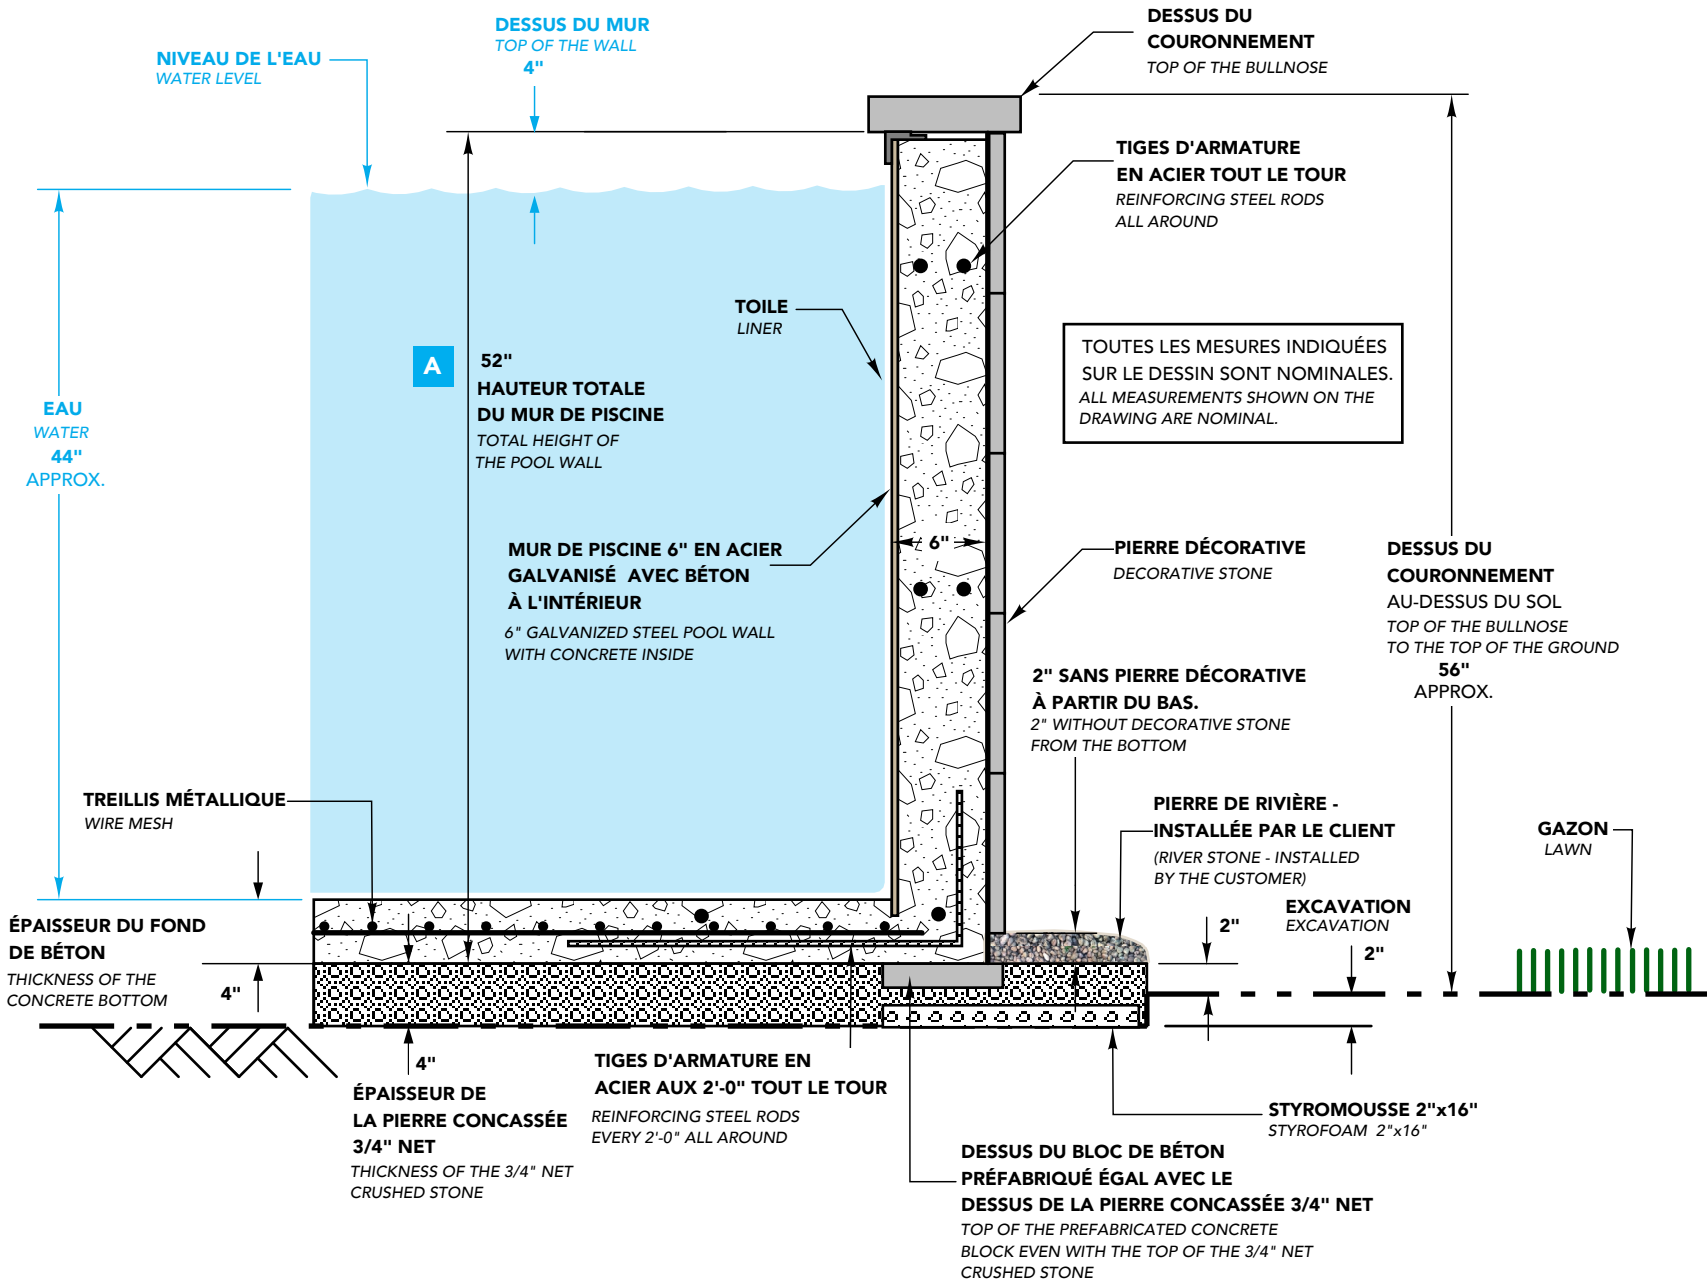 DESSUS DU MUR
TOP OF THE WALL
4"
NIVEAU DE L'EAU
WATER LEVEL
DESSUS DU
COURONNEMENT
TOP OF THE BULLNOSE
TIGES D'ARMATURE
EN ACIER TOUT LE TOUR
REINFORCING STEEL RODS
ALL AROUND
TOILE
LINER
TOUTES LES MESURES INDIQUÉES
SUR LE DESSIN SONT NOMINALES.
ALL MEASUREMENTS SHOWN ON THE
DRAWING ARE NOMINAL.
A
52"
HAUTEUR TOTALE
DU MUR DE PISCINE
TOTAL HEIGHT OF
THE POOL WALL
EAU
WATER
44"
APPROX.
MUR DE PISCINE 6" EN ACIER
GALVANISÉ AVEC BÉTON
À L'INTÉRIEUR
6" GALVANIZED STEEL POOL WALL
WITH CONCRETE INSIDE
6"
PIERRE DÉCORATIVE
DECORATIVE STONE
DESSUS DU
COURONNEMENT
AU-DESSUS DU SOL
TOP OF THE BULLNOSE
TO THE TOP OF THE GROUND
56"
APPROX.
2" SANS PIERRE DÉCORATIVE
À PARTIR DU BAS.
2" WITHOUT DECORATIVE STONE
FROM THE BOTTOM
TREILLIS MÉTALLIQUE
WIRE MESH
PIERRE DE RIVIÈRE -
INSTALLÉE PAR LE CLIENT
(RIVER STONE - INSTALLED
BY THE CUSTOMER)
GAZON
LAWN
EXCAVATION
EXCAVATION
2"
2"
ÉPAISSEUR DU FOND
DE BÉTON
THICKNESS OF THE
CONCRETE BOTTOM
4"
4"
ÉPAISSEUR DE
LA PIERRE CONCASSÉE
3/4" NET
THICKNESS OF THE 3/4" NET
CRUSHED STONE
TIGES D'ARMATURE EN
ACIER AUX 2'-0" TOUT LE TOUR
REINFORCING STEEL RODS
EVERY 2'-0" ALL AROUND
STYROMOUSSE 2"x16"
STYROFOAM 2"x16"
DESSUS DU BLOC DE BÉTON
PRÉFABRIQUÉ ÉGAL AVEC LE
DESSUS DE LA PIERRE CONCASSÉE 3/4" NET
TOP OF THE PREFABRICATED CONCRETE
BLOCK EVEN WITH THE TOP OF THE 3/4" NET
CRUSHED STONE